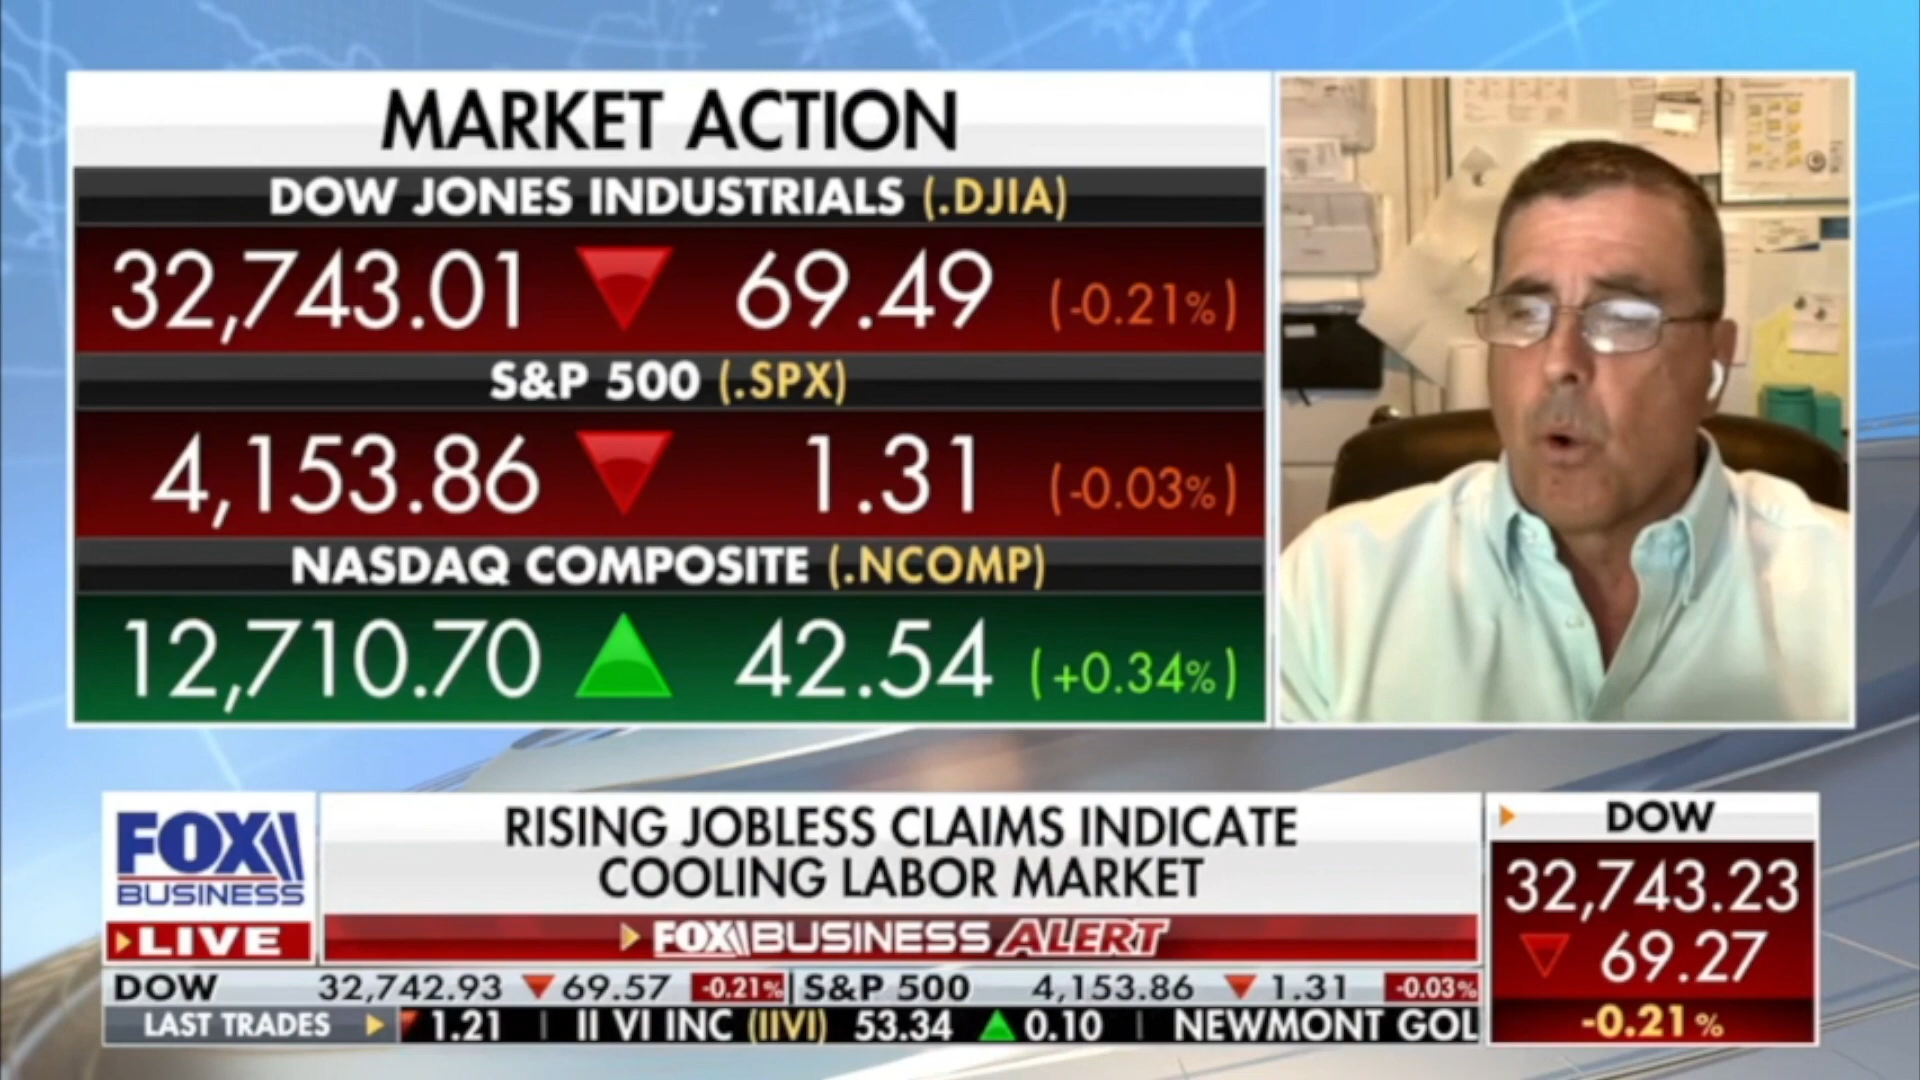 MARKET ACTION
DOW JONES INDUSTRIALS (.DJIA)
32,743.01 69.49 (-0.21%)
S&P 500 (.SPX)
4,153.86 1.31 (-0.03%)
NASDAQ COMPOSITE (.NCOMP)
12,710.70 42.54 (+0.34%)
FOX
BUSINESS
LIVE
RISING JOBLESS CLAIMS INDICATE
COOLING LABOR MARKET
FOX BUSINESS ALERT
DOW
32,743.23
69.27
-0.21%
DOW 32,742.93 69.57 -0.21% S&P 500 4,153.86 1.31 -0.03%
LAST TRADES 1.21 | II VI INC (IIVI) 53.34 0.10 | NEWMONT GOL